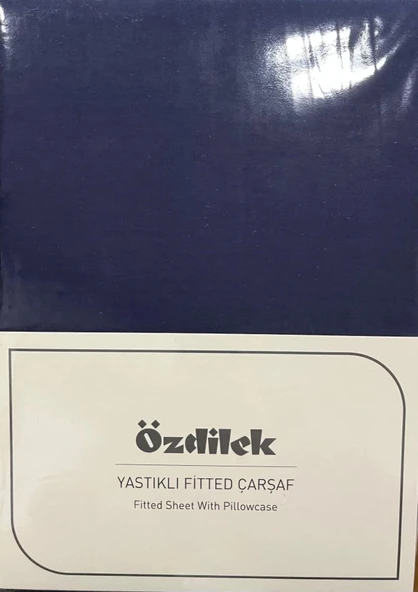 Özdilek
YASTIKLI FİTTED ÇARŞAF
Fitted Sheet With Pillowcase